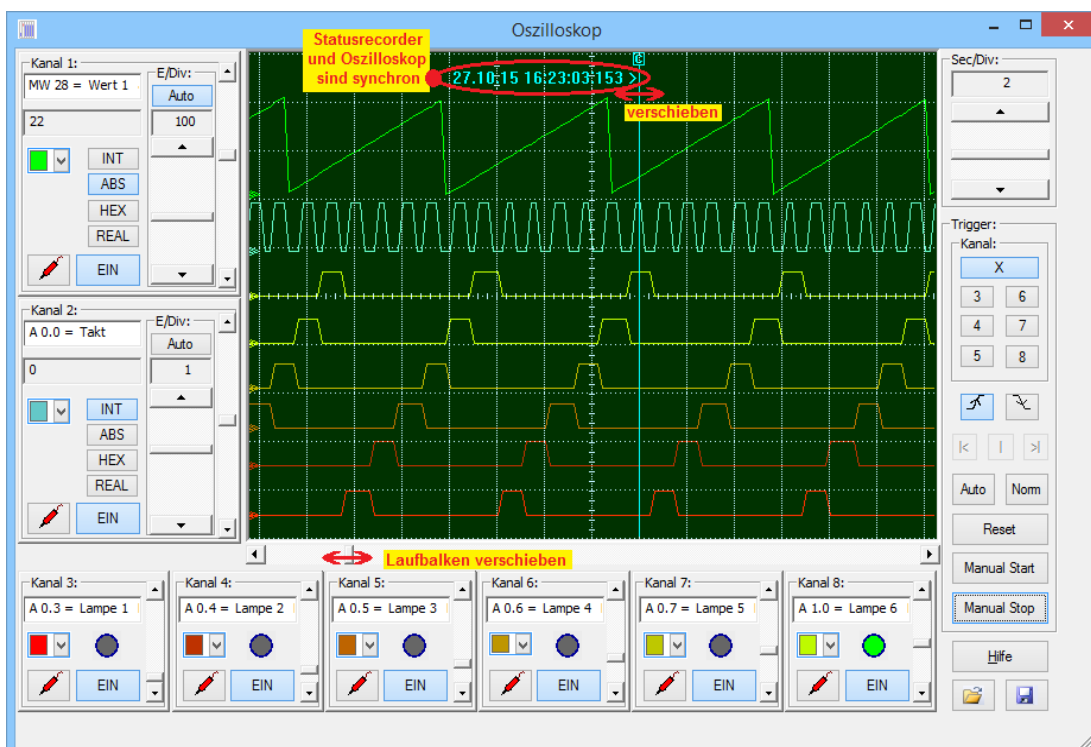 Oszilloskop
Kanal 1:
MW 28 = Wert 1
E/Div:
Auto
22
100
INT
ABS
HEX
REAL
EIN
Kanal 2:
A 0.0 = Takt
E/Div:
Auto
0
1
INT
ABS
HEX
REAL
EIN
Statusrecorder
und Oszilloskop
sind synchron
C
27.10.15 16:23:03:153 >
verschieben
Laufbalken verschieben
Sec/Div:
2
Trigger:
Kanal:
X
3 6
4 7
5 8
|< | >|
Auto Norm
Reset
Manual Start
Manual Stop
Hilfe
Kanal 3:
A 0.3 = Lampe 1
EIN
Kanal 4:
A 0.4 = Lampe 2
EIN
Kanal 5:
A 0.5 = Lampe 3
EIN
Kanal 6:
A 0.6 = Lampe 4
EIN
Kanal 7:
A 0.7 = Lampe 5
EIN
Kanal 8:
A 1.0 = Lampe 6
EIN